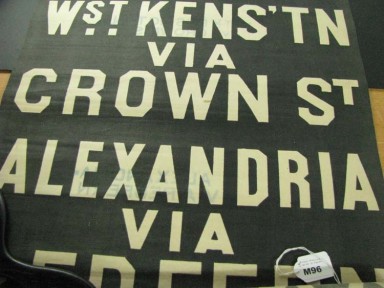 WST KENS'TN
VIA
CROWN ST
ALEXANDRIA
VIA
M96